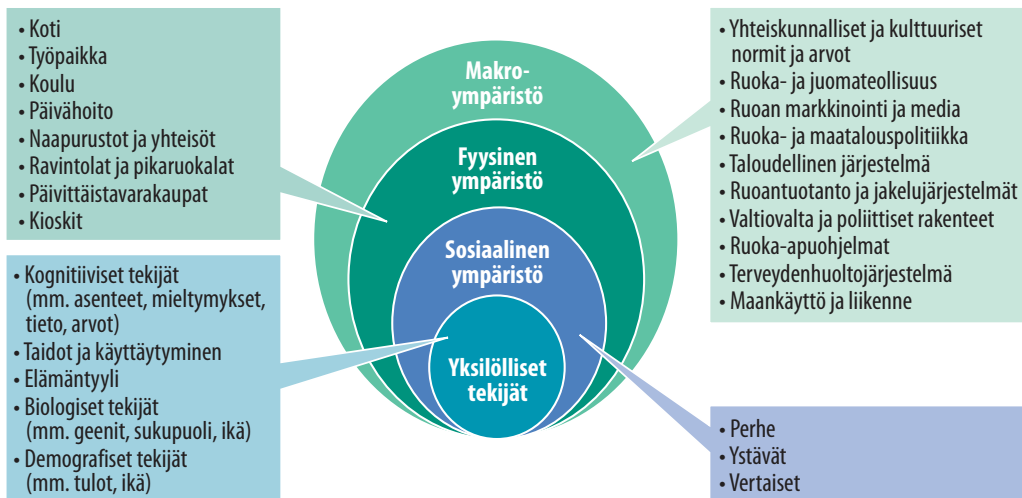 • Koti
• Työpaikka
• Koulu
• Päivähoito
• Naapurustot ja yhteisöt
• Ravintolat ja pikaruokalat
• Päivittäistavarakaupat
• Kioskit
• Kognitiiviset tekijät
(mm. asenteet, mieltymykset,
tieto, arvot)
• Taidot ja käyttäytyminen
• Elämäntyyli
• Biologiset tekijät
(mm. geenit, sukupuoli, ikä)
• Demografiset tekijät
(mm. tulot, ikä)
Makro-
ympäristö
Fyysinen
ympäristö
Sosiaalinen
ympäristö
Yksilölliset
tekijät
• Yhteiskunnalliset ja kulttuuriset
normit ja arvot
• Ruoka- ja juomateollisuus
• Ruoan markkinointi ja media
• Ruoka- ja maatalouspolitiikka
• Taloudellinen järjestelmä
• Ruoantuotanto ja jakelujärjestelmät
• Valtiovalta ja poliittiset rakenteet
• Ruoka-apuohjelmat
• Terveydenhuoltojärjestelmä
• Maankäyttö ja liikenne
• Perhe
• Ystävät
• Vertaiset